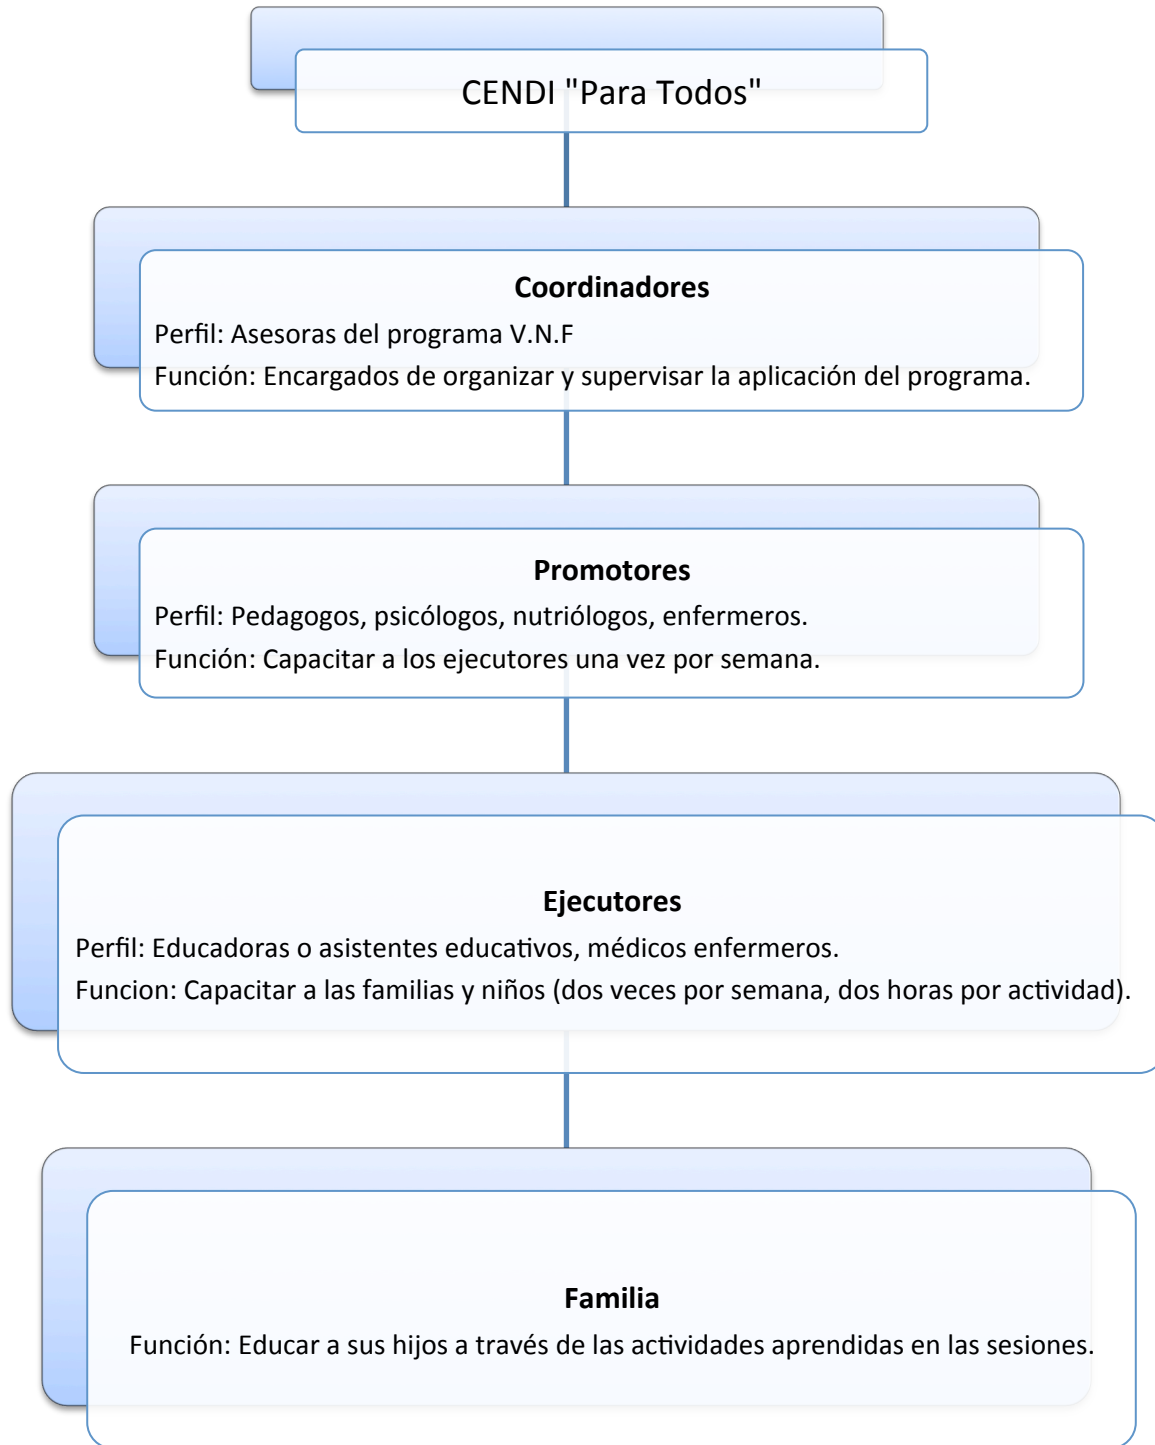 CENDI "Para Todos"
Coordinadores
Perfil: Asesoras del programa V.N.F
Función: Encargados de organizar y supervisar la aplicación del programa.
Promotores
Perfil: Pedagogos, psicólogos, nutriólogos, enfermeros.
Función: Capacitar a los ejecutores una vez por semana.
Ejecutores
Perfil: Educadoras o asistentes educativos, médicos enfermeros.
Funcion: Capacitar a las familias y niños (dos veces por semana, dos horas por actividad).
Familia
Función: Educar a sus hijos a través de las actividades aprendidas en las sesiones.